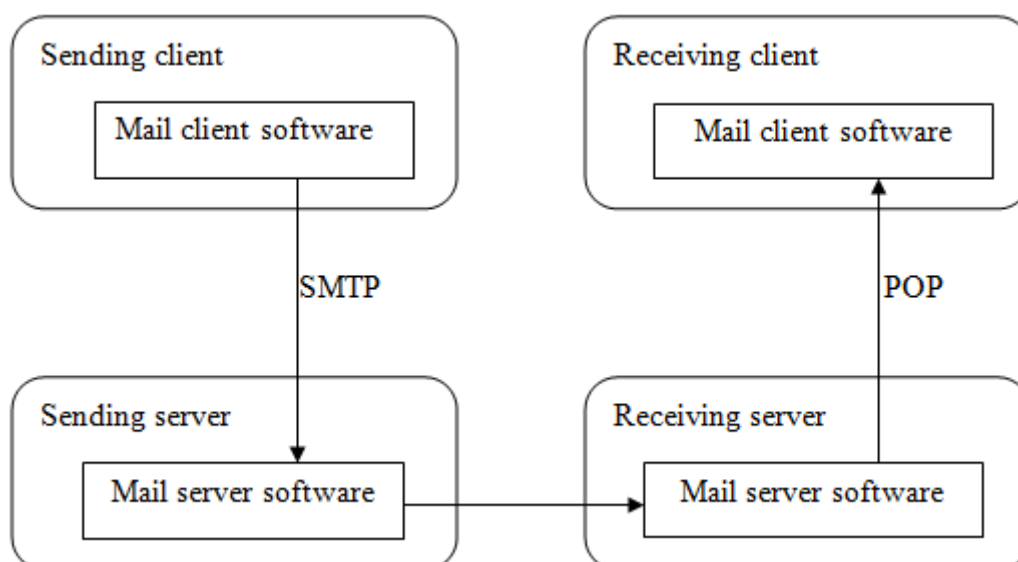 Sending client
Mail client software
Receiving client
Mail client software
SMTP
POP
Sending server
Mail server software
Receiving server
Mail server software